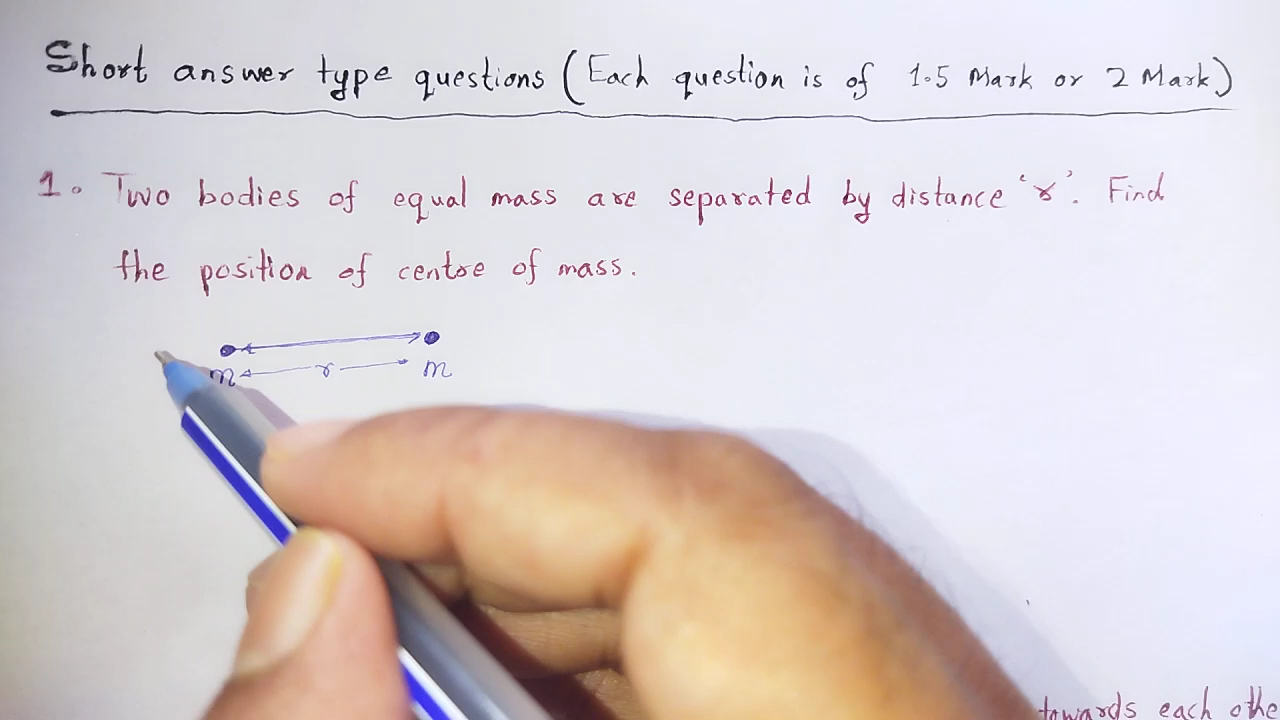 Short answer type questions (Each question is of 1.5 Mark or 2 Mark)
1. Two bodies of equal mass are separated by distance 'r'. Find
the position of centre of mass.
m r m
towards each othe